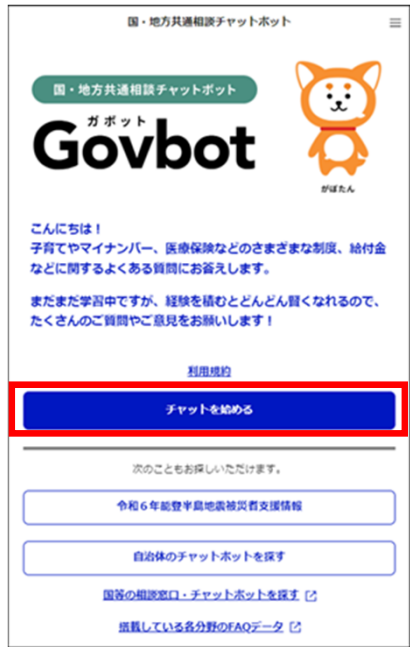 国・地方共通相談チャットボット
国・地方共通相談チャットボット
ガボット
Govbot
がぼたん
こんにちは！
子育てやマイナンバー、医療保険などのさまざまな制度、給付金
などに関するよくある質問にお答えします。
まだまだ学習中ですが、経験を積むとどんどん賢くなれるので、
たくさんのご質問やご意見をお願いします！
利用規約
チャットを始める
次のこともお探しいただけます。
令和６年能登半島地震被災者支援情報
自治体のチャットボットを探す
国等の相談窓口・チャットボットを探す
搭載している各分野のFAQデータ